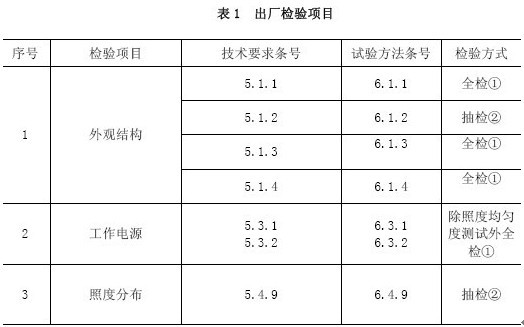 表 1 出厂检验项目
序号 检验项目 技术要求条号 试验方法条号 检验方式
1 外观结构 5.1.1 6.1.1 全检①
5.1.2 6.1.2 抽检②
5.1.3 6.1.3 全检①
5.1.4 6.1.4 全检①
2 工作电源 5.3.1 6.3.1 除照度均匀
5.3.2 6.3.2 度测试外全
检①
3 照度分布 5.4.9 6.4.9 抽检②